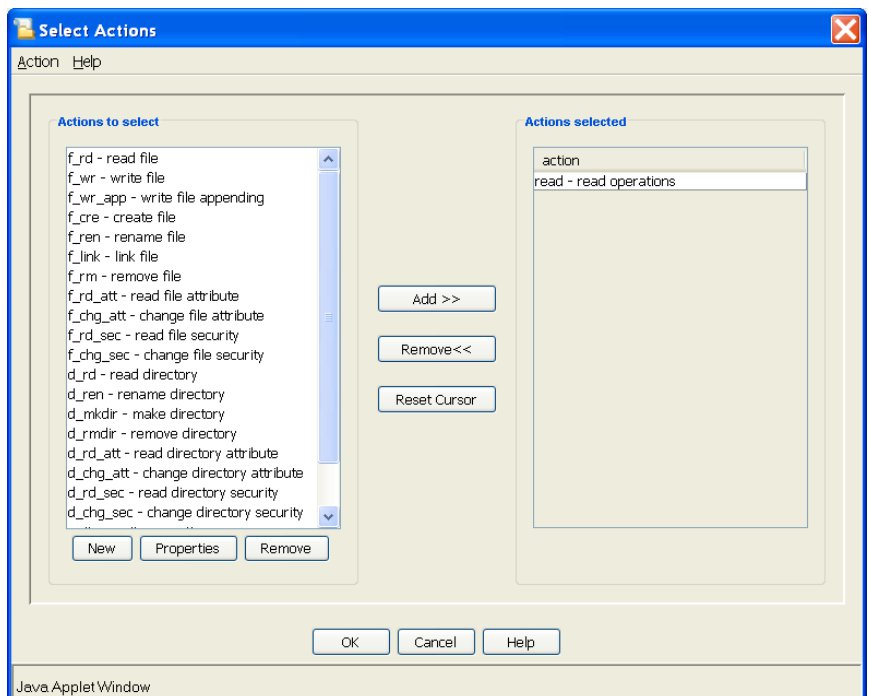 Select Actions
Action Help
Actions to select
f_rd - read file
f_wr - write file
f_wr_app - write file appending
f_cre - create file
f_ren - rename file
f_link - link file
f_rm - remove file
f_rd_att - read file attribute
f_chg_att - change file attribute
f_rd_sec - read file security
f_chg_sec - change file security
d_rd - read directory
d_ren - rename directory
d_mkdir - make directory
d_rmdir - remove directory
d_rd_att - read directory attribute
d_chg_att - change directory attribute
d_rd_sec - read directory security
d_chg_sec - change directory security
New Properties Remove
Add >>
Remove<<
Reset Cursor
Actions selected
action
read - read operations
OK Cancel Help
Java Applet Window